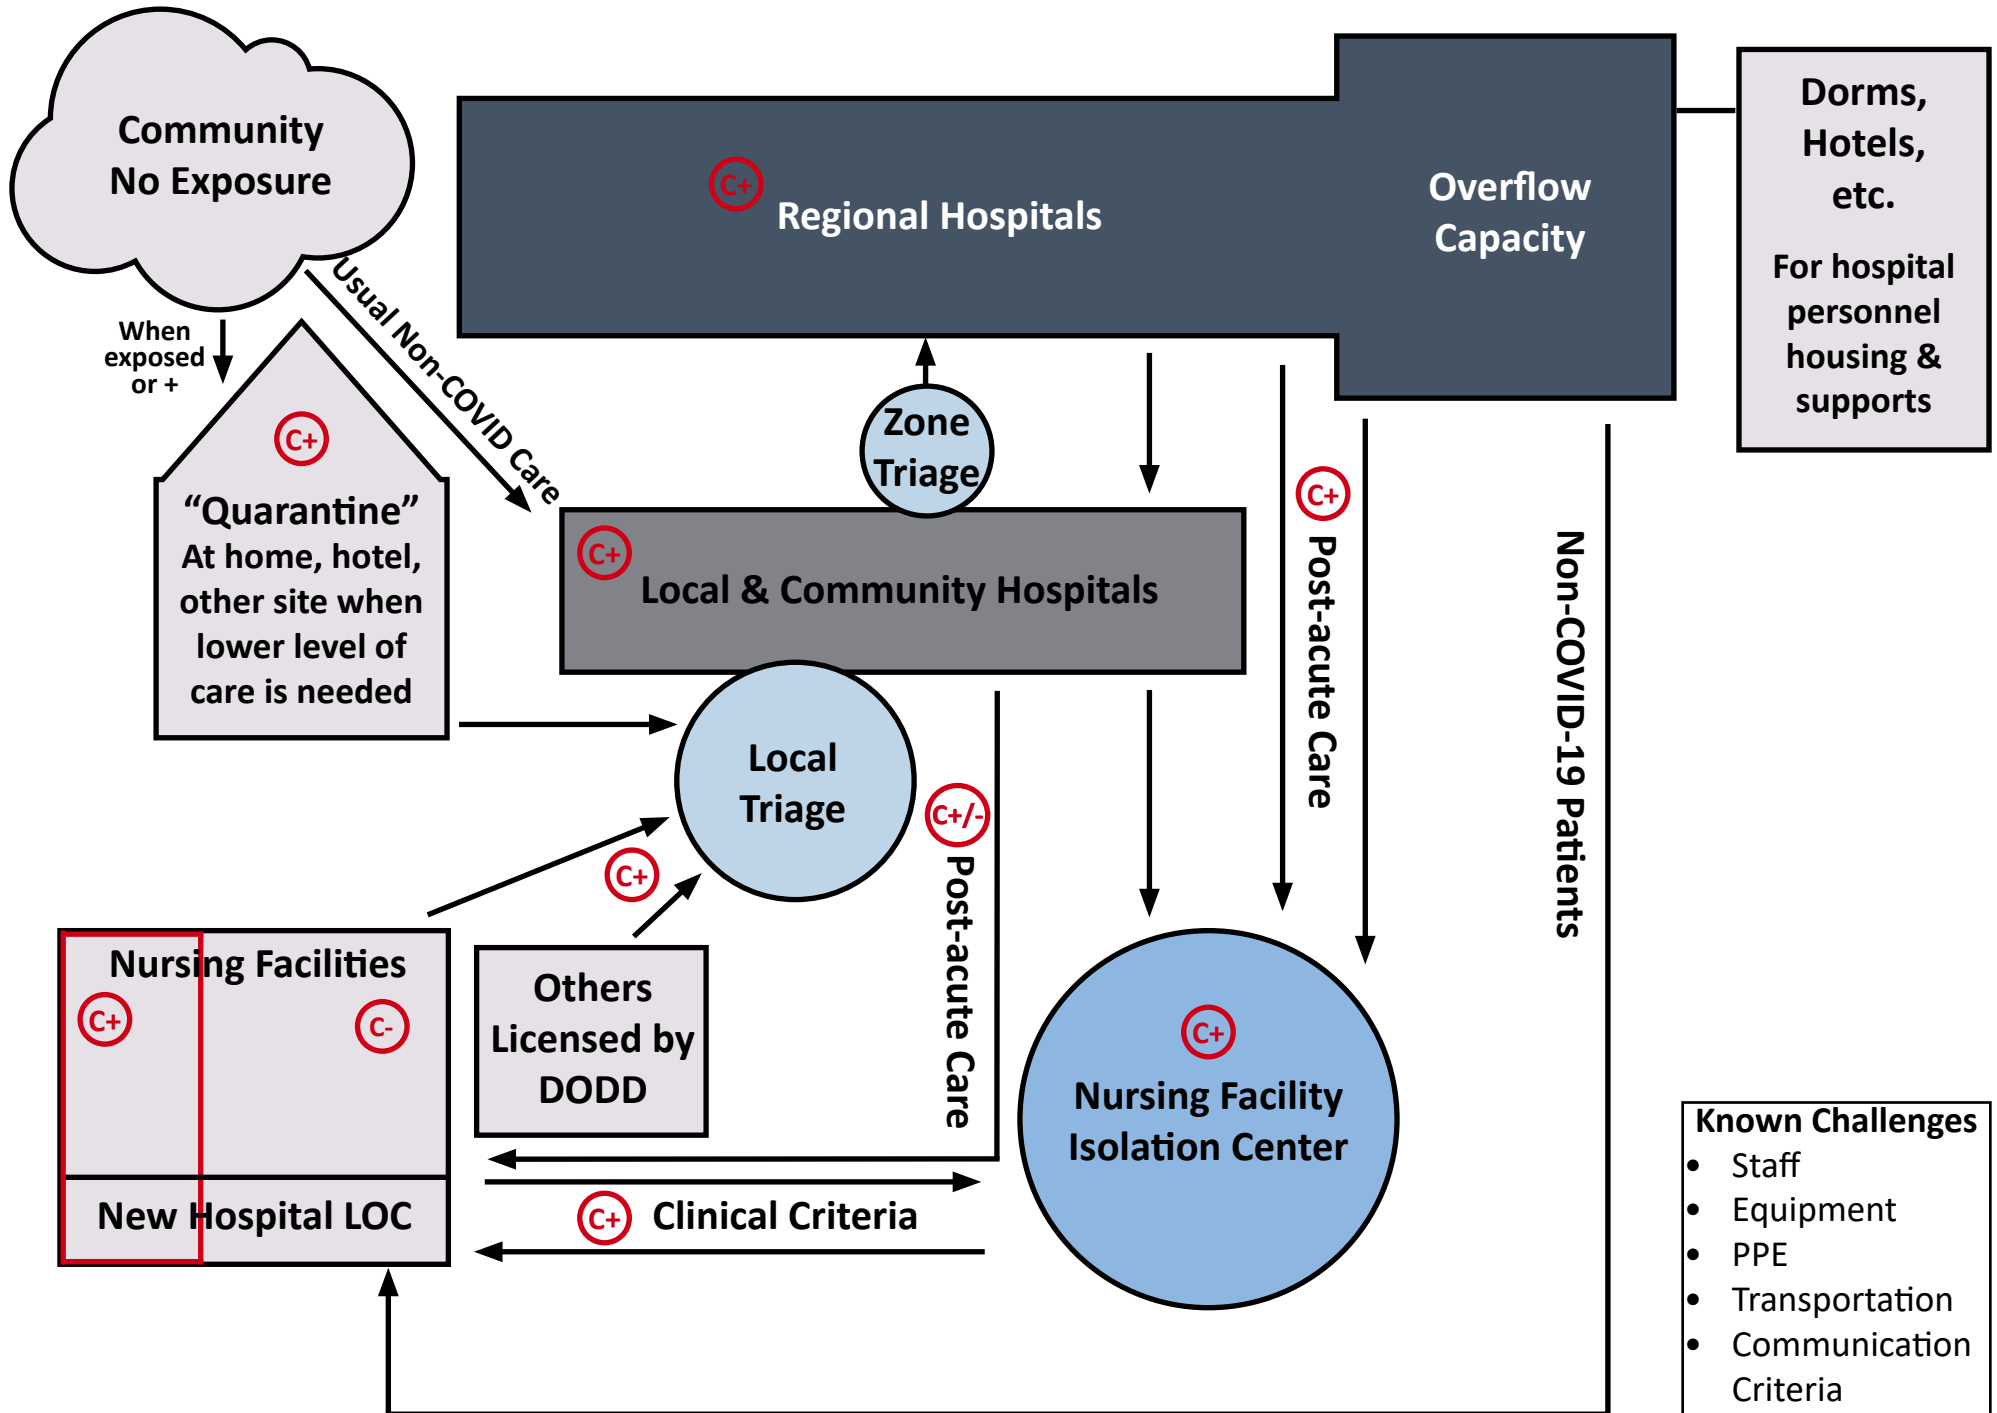 Community
No Exposure
C+
Regional Hospitals
Overflow
Capacity
Dorms,
Hotels,
etc.
For hospital
personnel
housing &
supports
When
exposed
or +
Usual Non-COVID Care
C+
“Quarantine”
At home, hotel,
other site when
lower level of
care is needed
Zone
Triage
C+
Local & Community Hospitals
C+
Post-acute Care
Non-COVID-19 Patients
Local
Triage
C+/-
Post-acute Care
C+
Nursing Facilities
C+
C-
New Hospital LOC
Others
Licensed by
DODD
C+
Nursing Facility
Isolation Center
C+ Clinical Criteria
Known Challenges
• Staff
• Equipment
• PPE
• Transportation
• Communication
Criteria